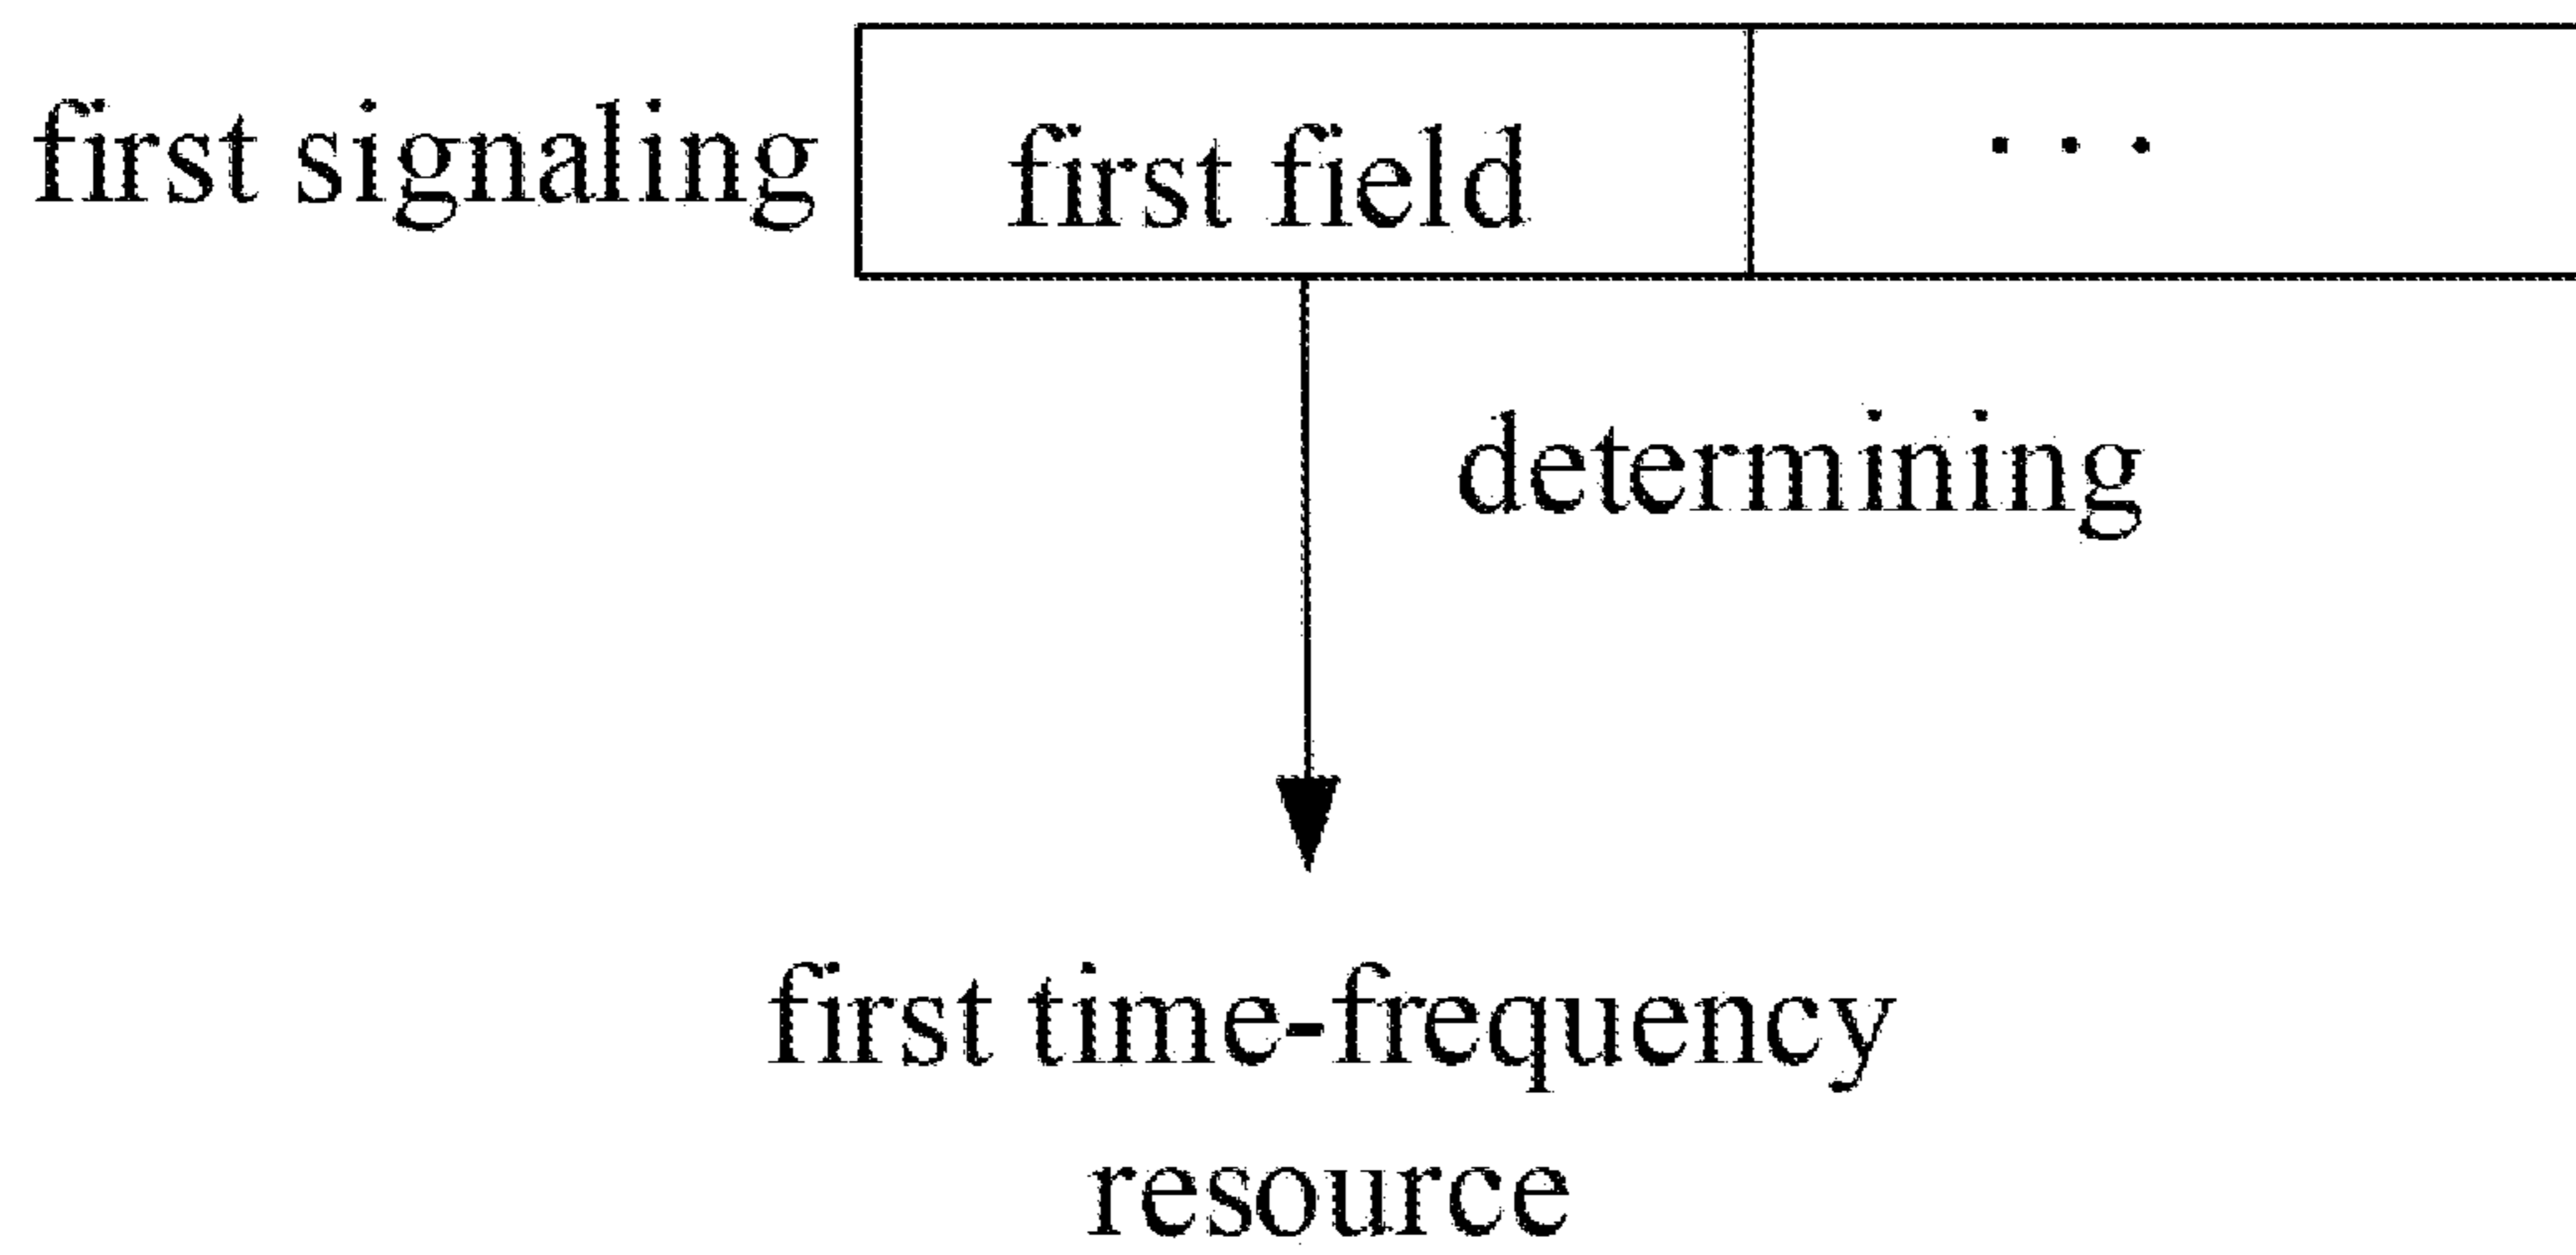 first signaling
first field
. . .
determining
first time-frequency
resource